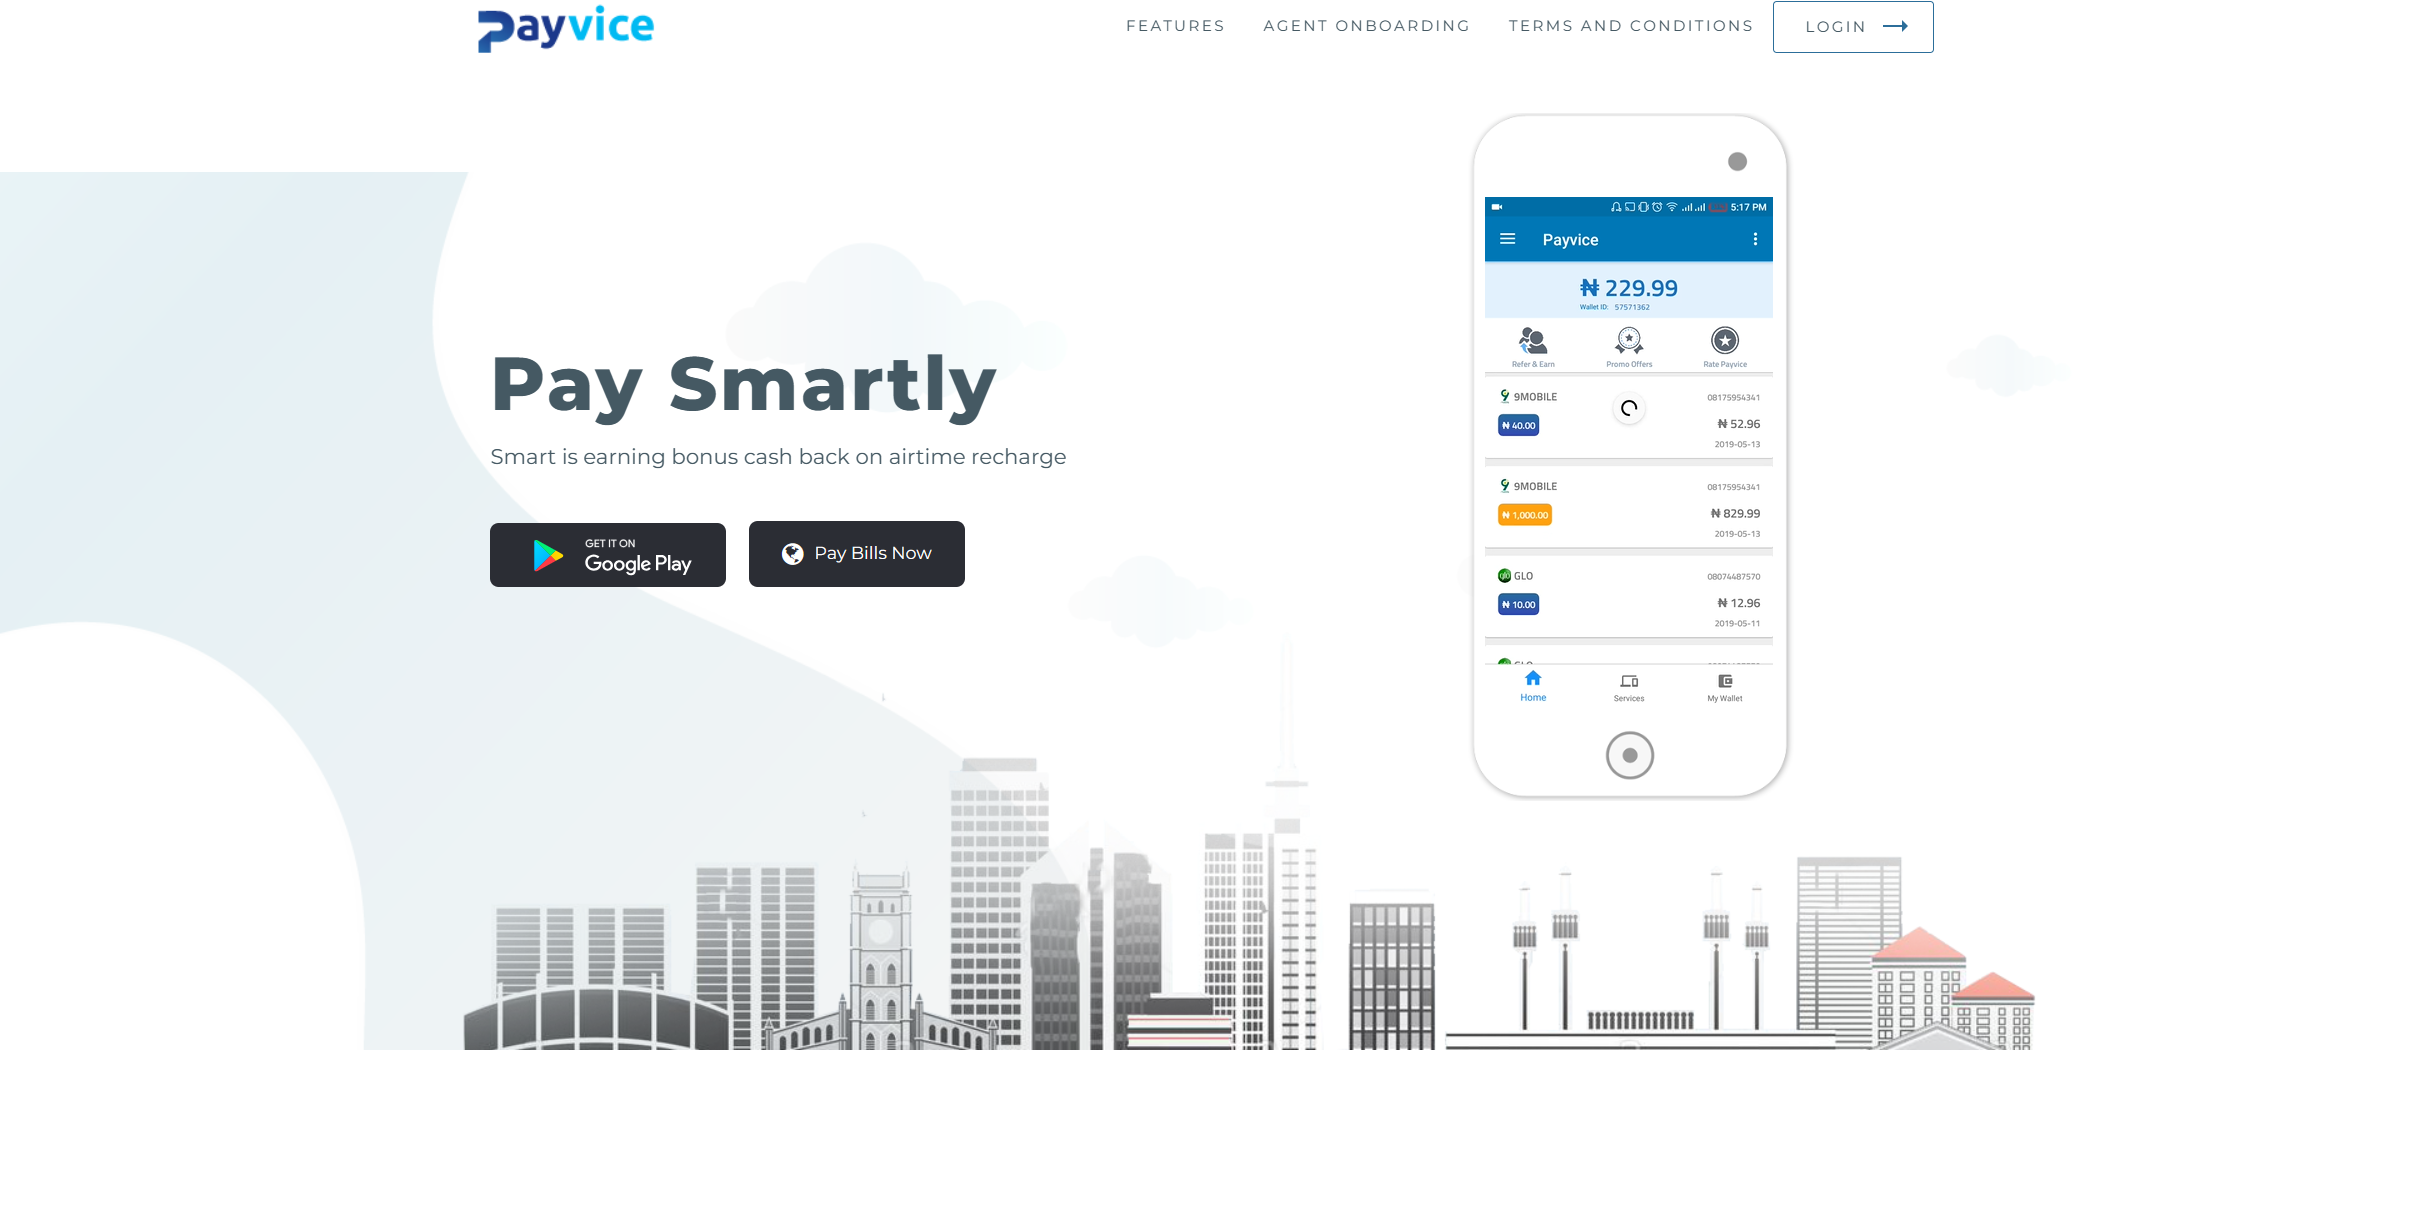 Payvice
FEATURES
AGENT ONBOARDING
TERMS AND CONDITIONS
LOGIN
Pay Smartly
Smart is earning bonus cash back on airtime recharge
GET IT ON
Google Play
Pay Bills Now
5:17 PM
Payvice
₦ 229.99
Wallet ID: 57571362
Refer & Earn
Promo Offers
Rate Payvice
9MOBILE
08175954341
₦ 40.00
₦ 52.96
2019-05-13
9MOBILE
08175954341
₦ 1,000.00
₦ 829.99
2019-05-13
glo GLO
08074487570
₦ 10.00
₦ 12.96
2019-05-11
GLO
Home
Services
My Wallet